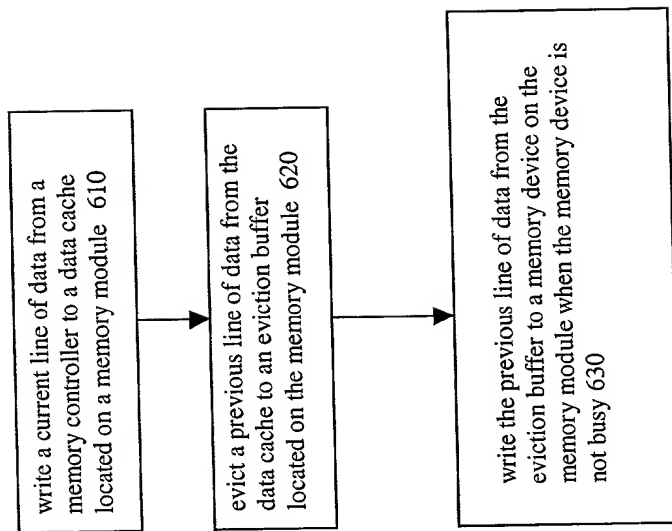 write a current line of data from a
memory controller to a data cache
located on a memory module 610
evict a previous line of data from the
data cache to an eviction buffer
located on the memory module 620
write the previous line of data from the
eviction buffer to a memory device on the
memory module when the memory device is
not busy 630